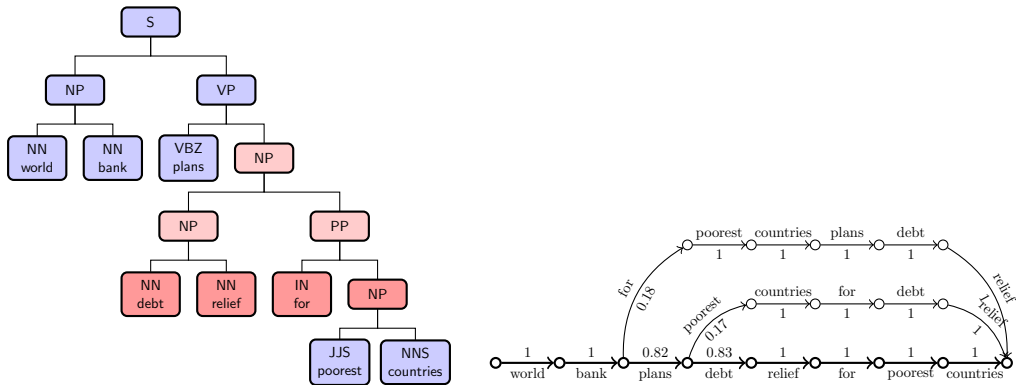 S
NP VP
NN world NN bank VBZ plans NP
NP PP
NN debt NN relief IN for NP
JJS poorest NNS countries
poorest countries plans debt
1 1 1 1
for 0.18 relief 1
countries for debt
poorest 0.17 1 1 1 relief 1
1 1 0.82 0.83 1 1 1 1
world bank plans debt relief for poorest countries